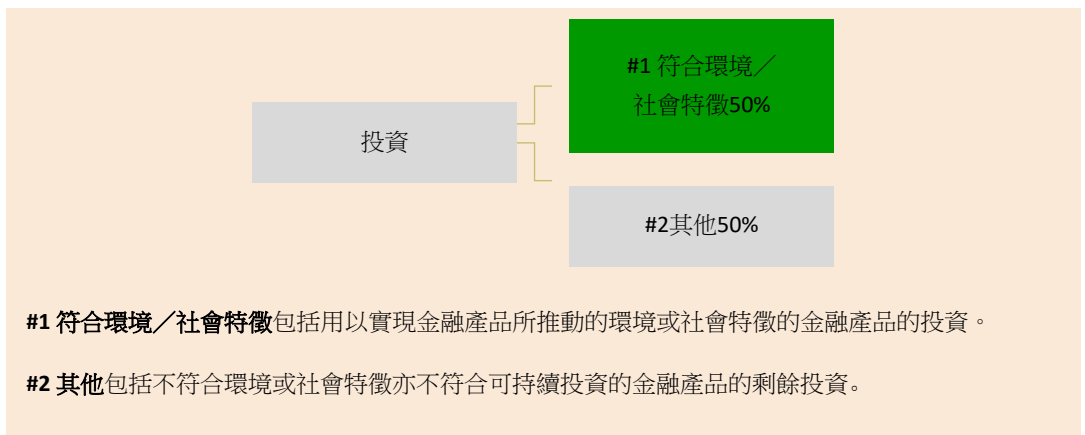 #1 符合環境／
社會特徵50%
投資
#2其他50%
#1 符合環境／社會特徵包括用以實現金融產品所推動的環境或社會特徵的金融產品的投資。
#2 其他包括不符合環境或社會特徵亦不符合可持續投資的金融產品的剩餘投資。